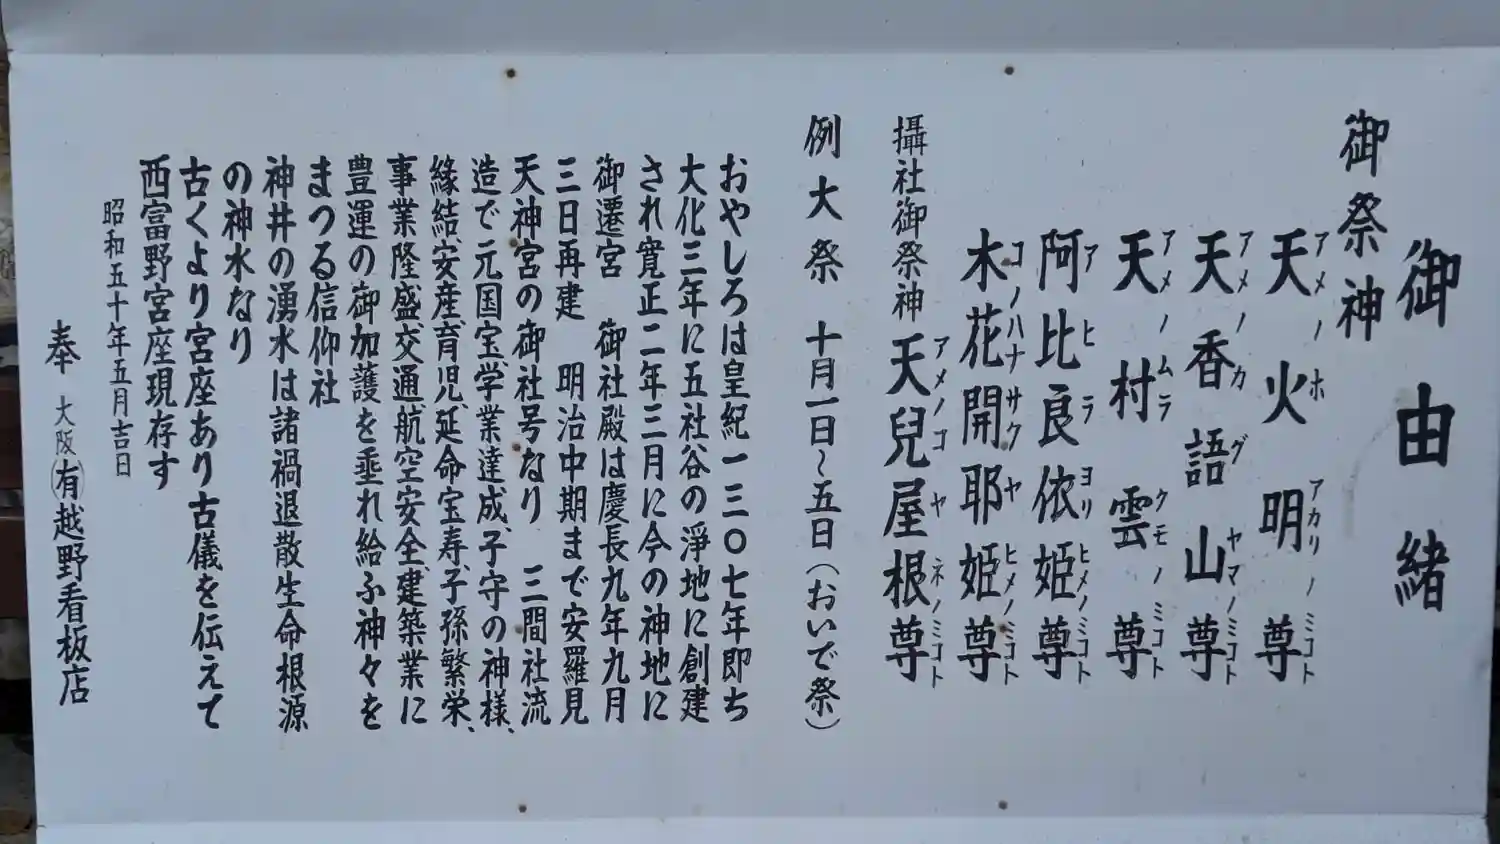 御由緒
御祭神
天火明尊
アメノホアカリノミコト
天香語山尊
アメノカグヤマノミコト
天村雲尊
アメノムラクモノミコト
阿比良依姫尊
アヒラヨリヒメノミコト
木花開耶姫尊
コノハナサクヤヒメノミコト
攝社御祭神 天兒屋根尊
アメノコヤネノミコト
例大祭 十月一日~五日(おいで祭)
おやしろは皇紀一三〇七年即ち
大化三年に五社谷の淨地に創建
され寛正二年三月に今の神地に
御遷宮 御社殿は慶長九年九月
三日再建 明治中期まで安羅見
天神宮の御社号なり 三間社流
造で元国宝、学業達成、子守の神様、
縁結、安産、育児、延命宝寿、子孫繁栄、
事業隆盛、交通、航空安全、建築業に
豊運の御加護を垂れ給ふ神々を
まつる信仰社
神井の湧水は諸禍退散生命根源
の神水なり
古くより宮座あり古儀を伝えて
西富野宮座現存す
昭和五十年五月吉日
奉 大阪(有)越野看板店